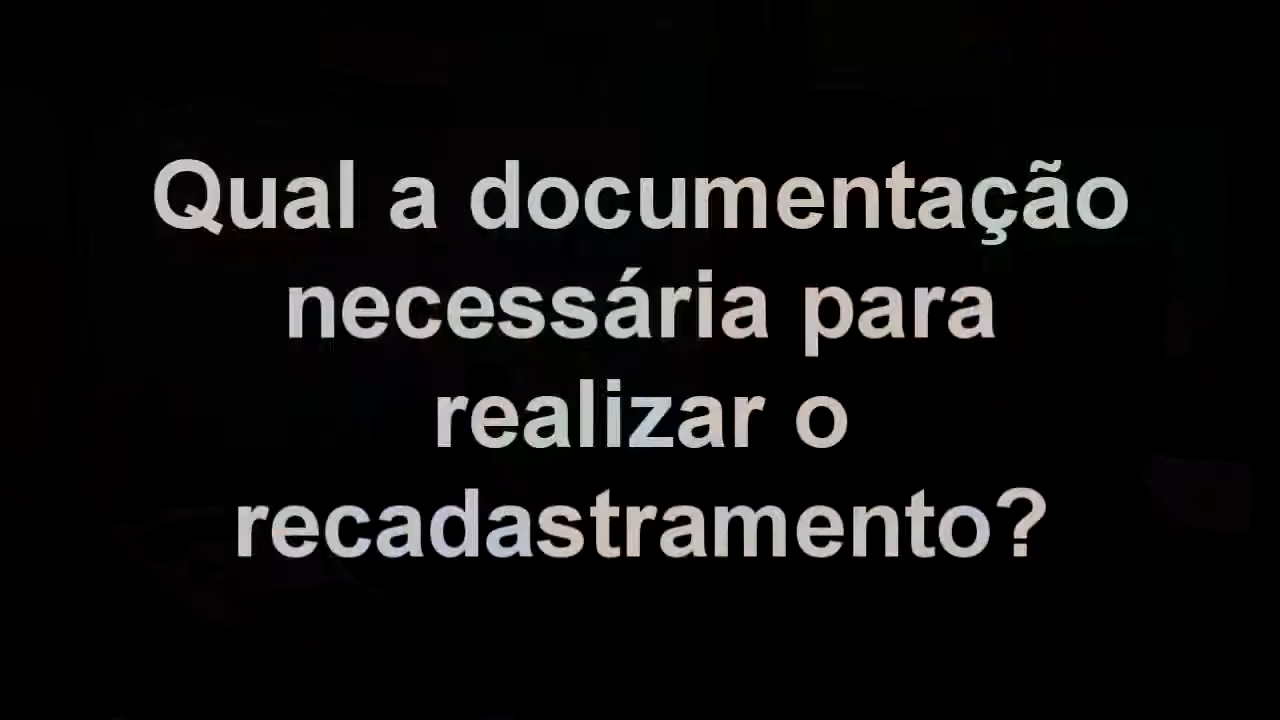 Qual a documentação
necessária para
realizar o
recadastramento?